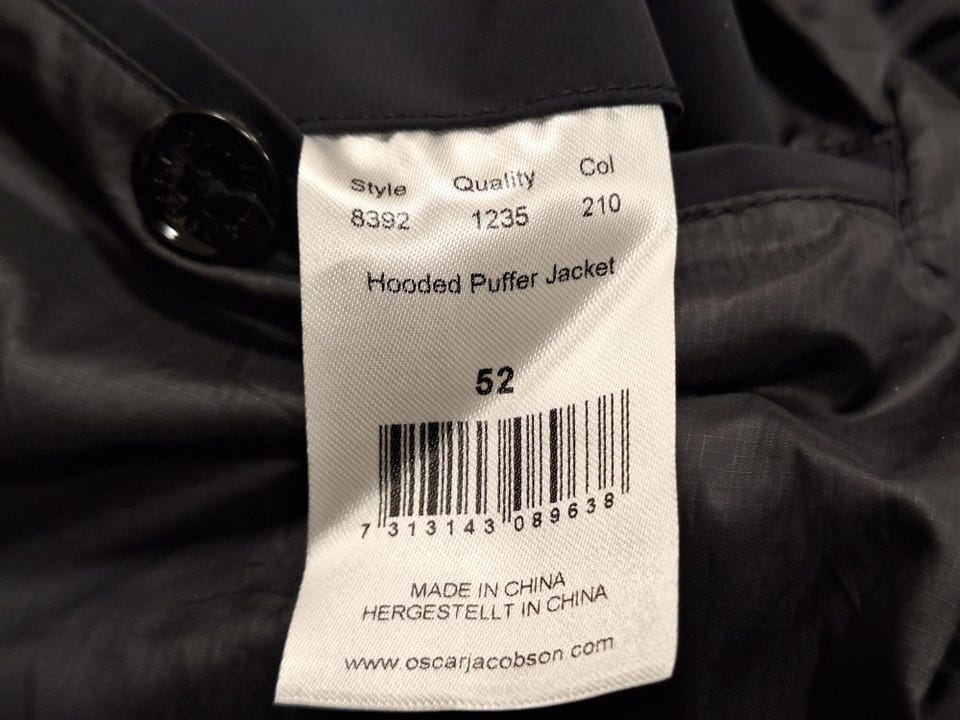 Style Quality Col
8392 1235 210
Hooded Puffer Jacket
52
7 313143 089638
MADE IN CHINA
HERGESTELLT IN CHINA
www.oscarjacobson.com